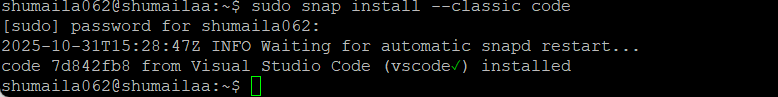 shumaila062@shumailaa:~$ sudo snap install --classic code
[sudo] password for shumaila062:
2025-10-31T15:28:47Z INFO Waiting for automatic snapd restart...
code 7d842fb8 from Visual Studio Code (vscode✓) installed
shumaila062@shumailaa:~$